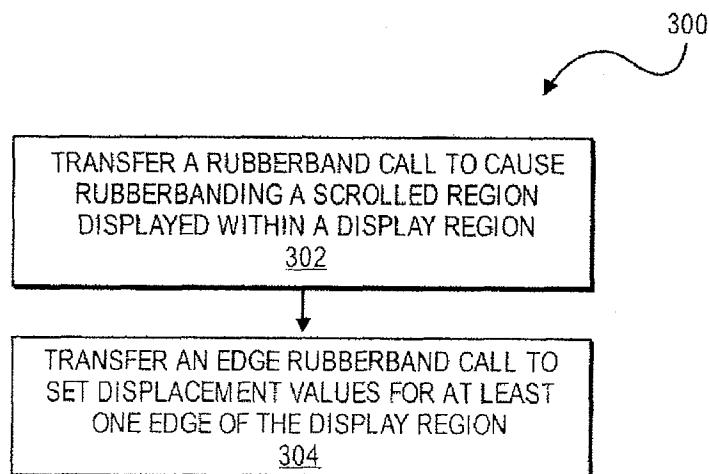 300
TRANSFER A RUBBERBAND CALL TO CAUSE
RUBBERBANDING A SCROLLED REGION
DISPLAYED WITHIN A DISPLAY REGION
302
TRANSFER AN EDGE RUBBERBAND CALL TO
SET DISPLACEMENT VALUES FOR AT LEAST
ONE EDGE OF THE DISPLAY REGION
304